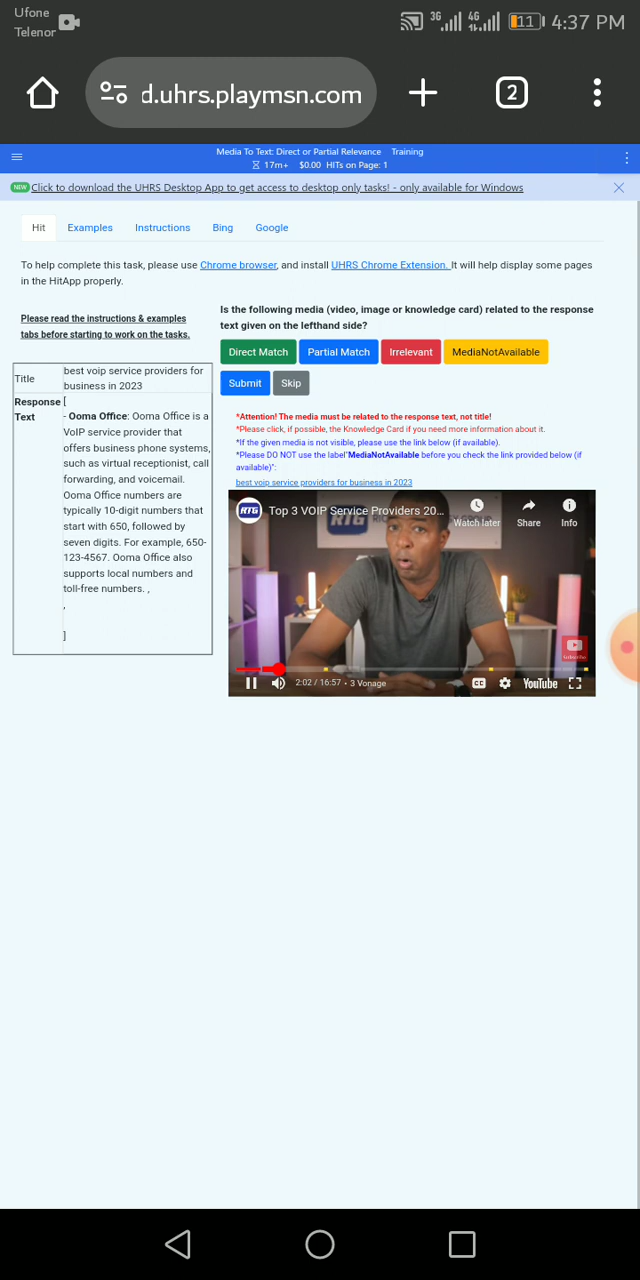 Ufone
Telenor
3G 4G 11 4:37 PM
d.uhrs.playmsn.com
2
Media To Text: Direct or Partial Relevance Training
17m+ $0.00 HITs on Page: 1
NEW Click to download the UHRS Desktop App to get access to desktop only tasks! - only available for Windows
Hit Examples Instructions Bing Google
To help complete this task, please use Chrome browser, and install UHRS Chrome Extension. It will help display some pages
in the HitApp properly.
Please read the instructions & examples
tabs before starting to work on the tasks.
Title
best voip service providers for
business in 2023
Response
Text
[
- Ooma Office: Ooma Office is a
VoIP service provider that
offers business phone systems,
such as virtual receptionist, call
forwarding, and voicemail.
Ooma Office numbers are
typically 10-digit numbers that
start with 650, followed by
seven digits. For example, 650-
123-4567. Ooma Office also
supports local numbers and
toll-free numbers. ,
,
]
Is the following media (video, image or knowledge card) related to the response
text given on the lefthand side?
Direct Match Partial Match Irrelevant MediaNotAvailable
Submit Skip
*Attention! The media must be related to the response text, not title!
*Please click, if possible, the Knowledge Card if you need more information about it.
*If the given media is not visible, please use the link below (if available).
*Please DO NOT use the label"MediaNotAvailable before you check the link provided below (if
available)":
best voip service providers for business in 2023
RTG Top 3 VOIP Service Providers 20...
Watch later Share Info
RTG
Subscribe
2:02 / 16:57 • 3 Vonage
CC YouTube